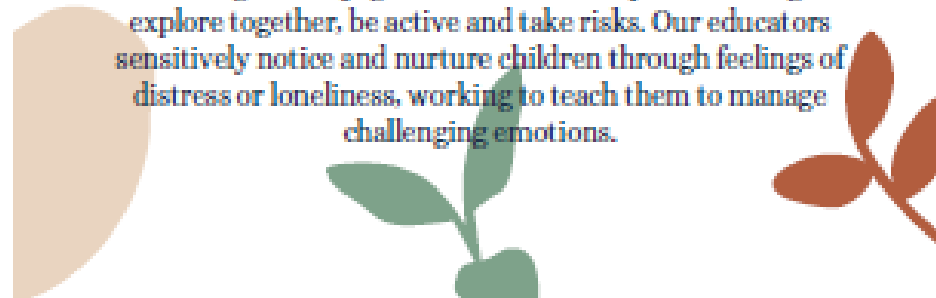 explore together, be active and take risks. Our educators
sensitively notice and nurture children through feelings of
distress or loneliness, working to teach them to manage
challenging emotions.